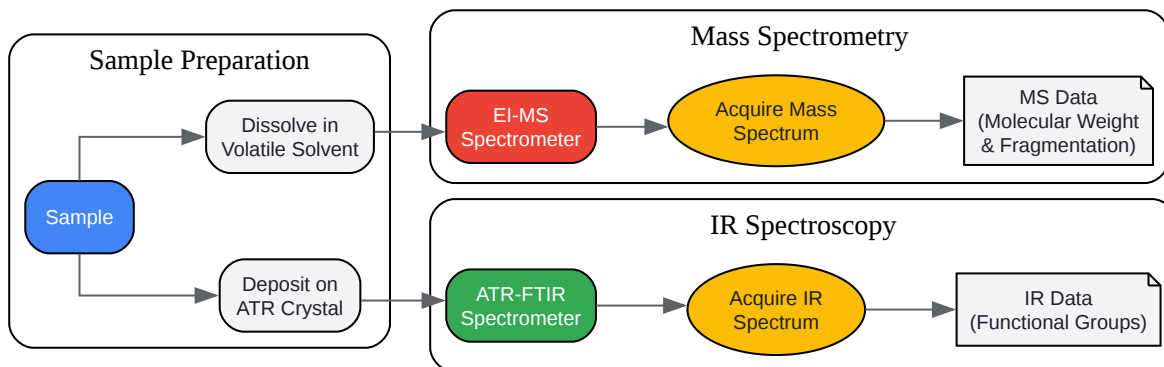 Sample Preparation
Sample
Dissolve in
Volatile Solvent
Deposit on
ATR Crystal
Mass Spectrometry
EI-MS
Spectrometer
Acquire Mass
Spectrum
MS Data
(Molecular Weight
& Fragmentation)
IR Spectroscopy
ATR-FTIR
Spectrometer
Acquire IR
Spectrum
IR Data
(Functional Groups)